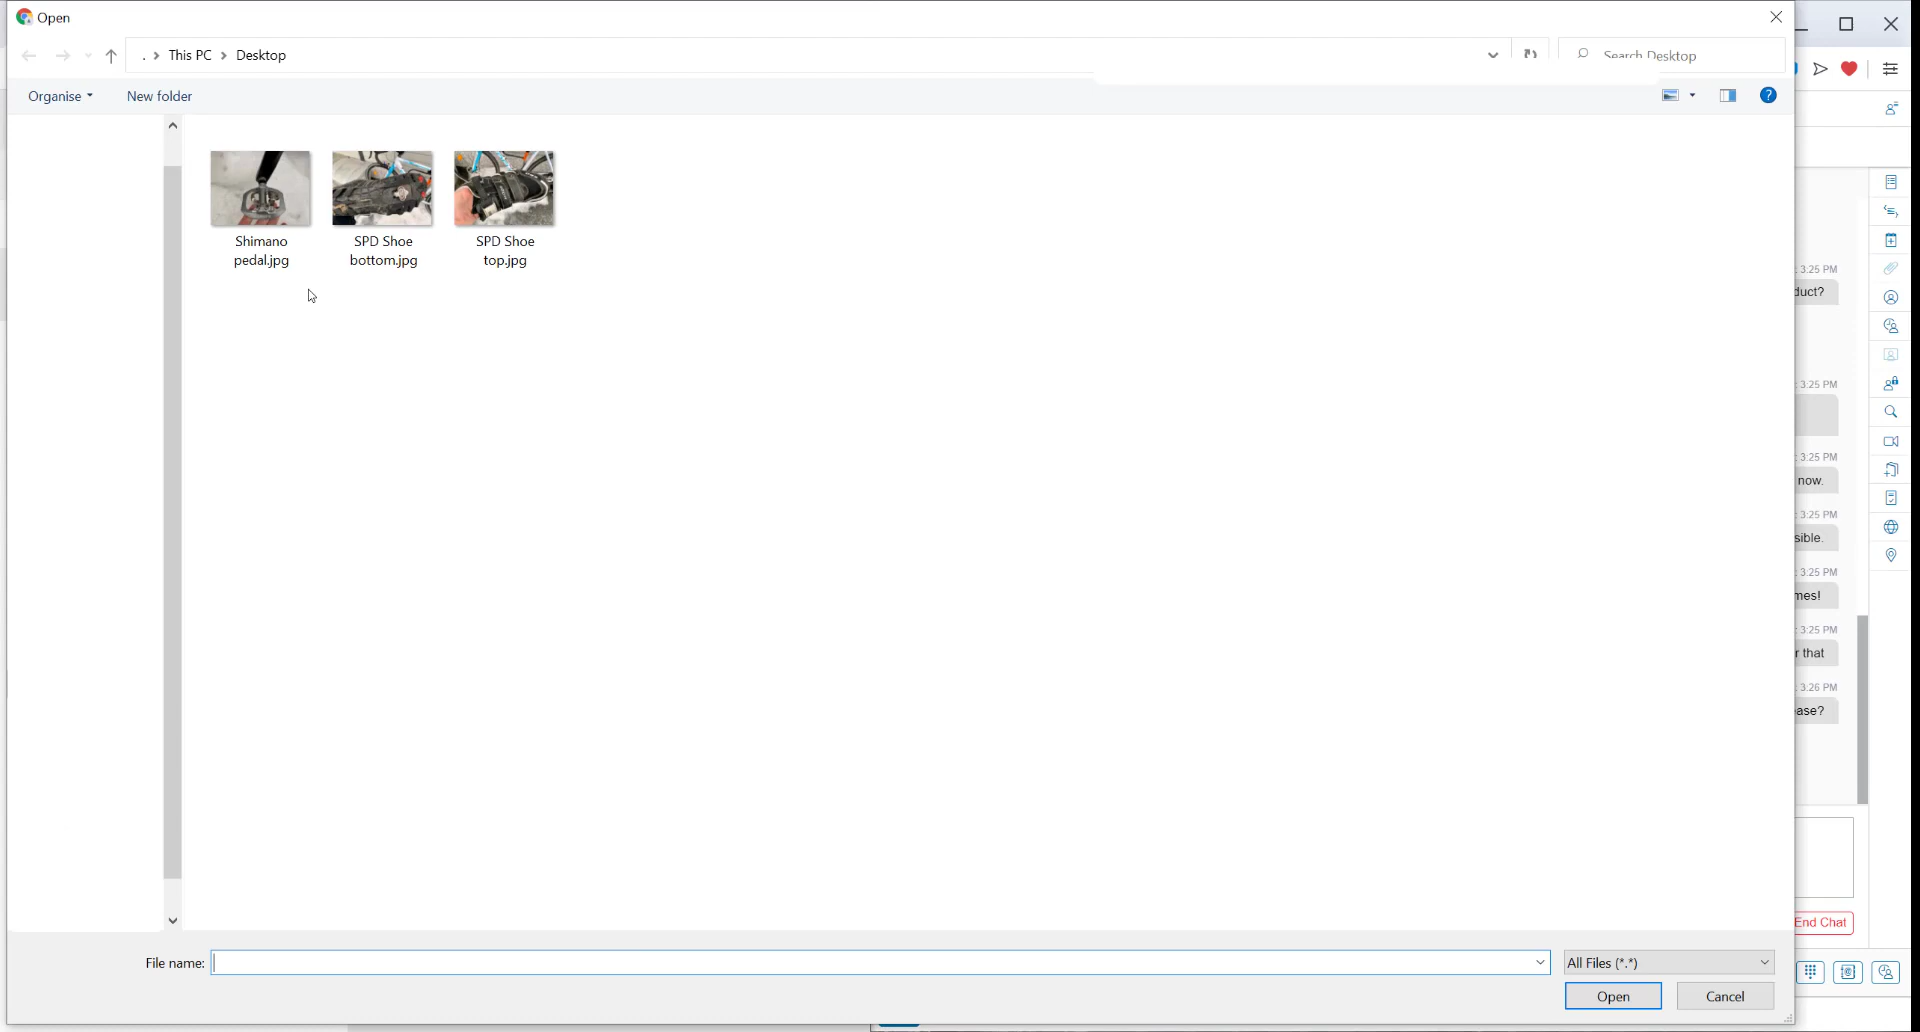 Open
. > This PC > Desktop
Search Desktop
Organise
New folder
Shimano
pedal.jpg
SPD Shoe
bottom.jpg
SPD Shoe
top.jpg
3:25 PM
duct?
: 3:25 PM
: 3:25 PM
now.
: 3:25 PM
sible.
: 3:25 PM
mes!
: 3:25 PM
r that
: 3:26 PM
ase?
End Chat
File name:
All Files (*.*)
Open
Cancel